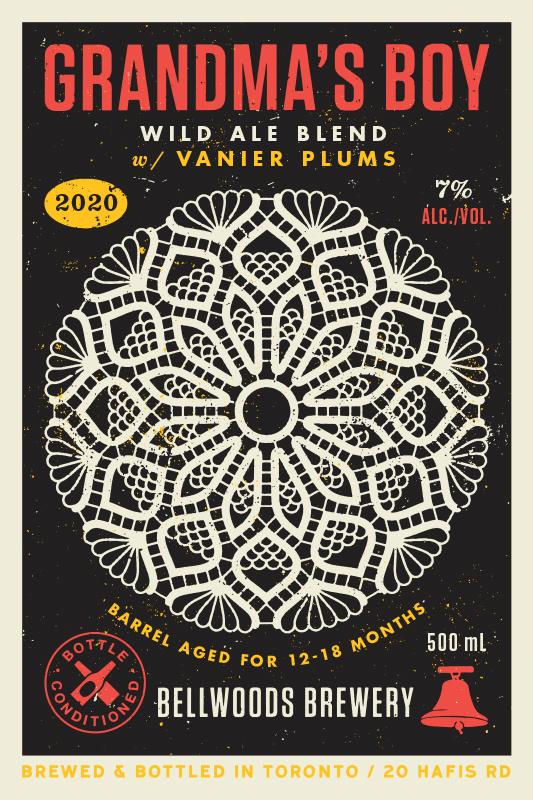 GRANDMA'S BOY
WILD ALE BLEND
w/ VANIER PLUMS
2020
7%
ALC./VOL.
BARREL AGED FOR 12-18 MONTHS
500 mL
BOTTLE CONDITIONED
BELLWOODS BREWERY
BREWED & BOTTLED IN TORONTO / 20 HAFIS RD